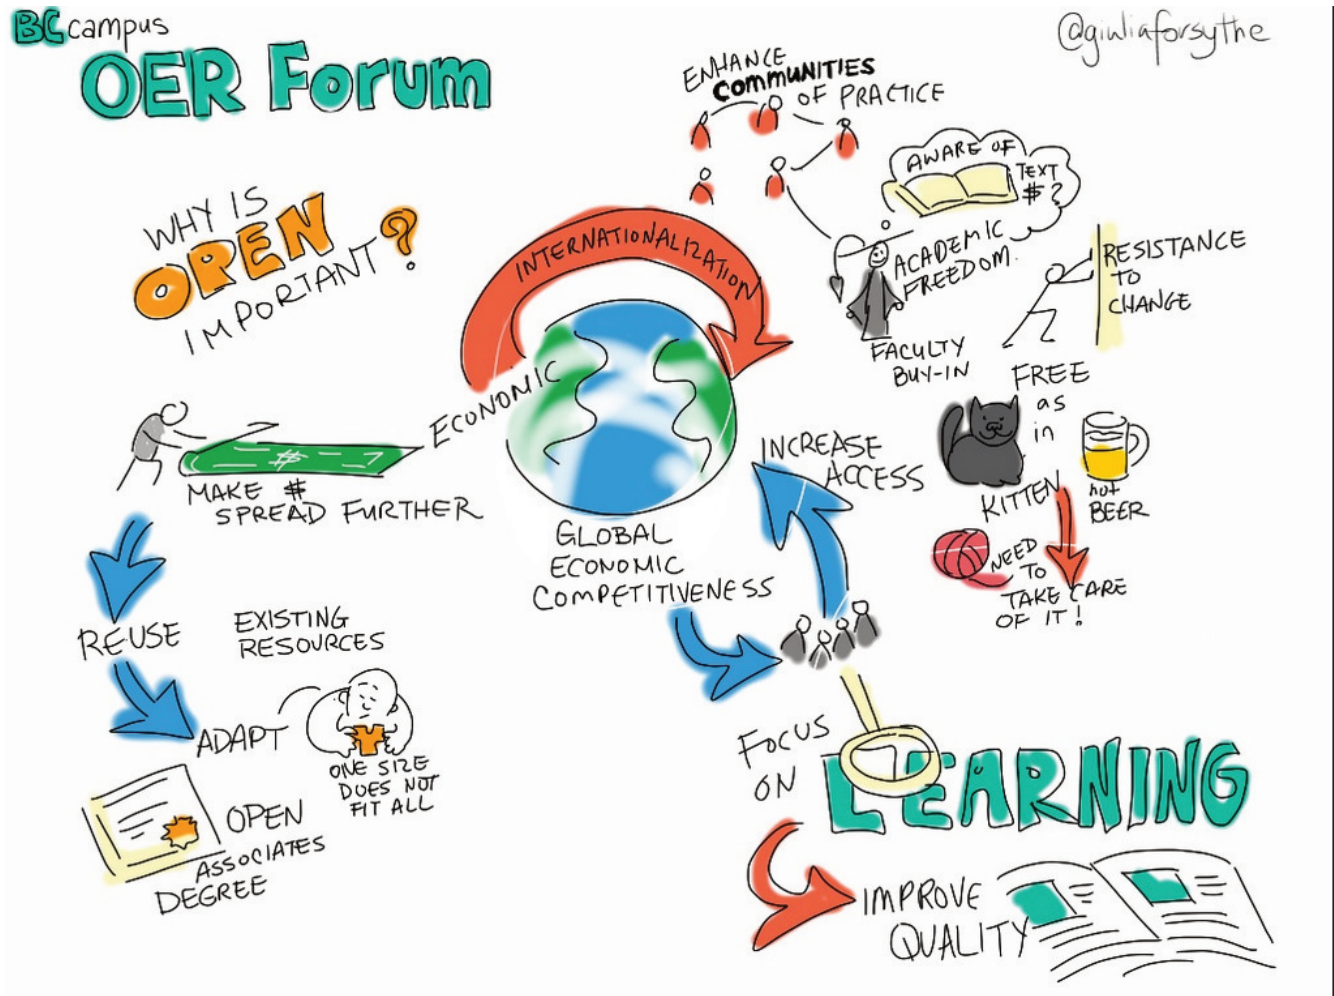 BCcampus
OER Forum
@giuliaforsythe
WHY IS
OPEN
IMPORTANT?
ENHANCE
COMMUNITIES
OF PRACTICE
AWARE OF
TEXT
$?
ACADEMIC
FREEDOM.
FACULTY
BUY-IN
RESISTANCE
TO
CHANGE
INTERNATIONALIZATION
ECONOMIC
$
MAKE $
SPREAD FURTHER
GLOBAL
ECONOMIC
COMPETITIVENESS
INCREASE
ACCESS
FREE
as
in
KITTEN
not
BEER
NEED
TO
TAKE CARE
OF IT!
REUSE
EXISTING
RESOURCES
ADAPT
ONE SIZE
DOES NOT
FIT ALL
OPEN
ASSOCIATES
DEGREE
FOCUS
ON
LEARNING
IMPROVE
QUALITY